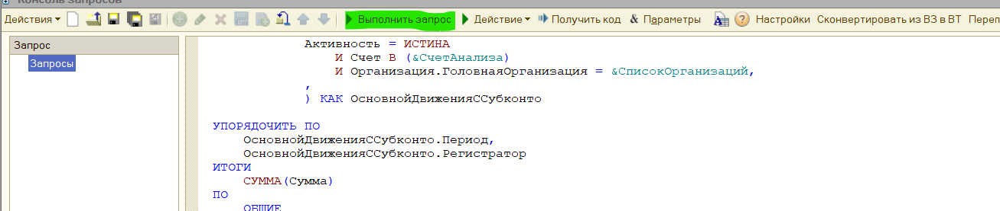 Консоль запросов
Действия Выполнить запрос Действие Получить код & Параметры Настройки Сконвертировать из ВЗ в ВТ Переп
Запрос
Запросы
Активность = ИСТИНА
И Счет В (&СчетАнализа)
И Организация.ГоловнаяОрганизация = &СписокОрганизаций,
,
) КАК ОсновнойДвиженияССубконто
УПОРЯДОЧИТЬ ПО
ОсновнойДвиженияССубконто.Период,
ОсновнойДвиженияССубконто.Регистратор
ИТОГИ
СУММА(Сумма)
ПО
ОБЩИЕ